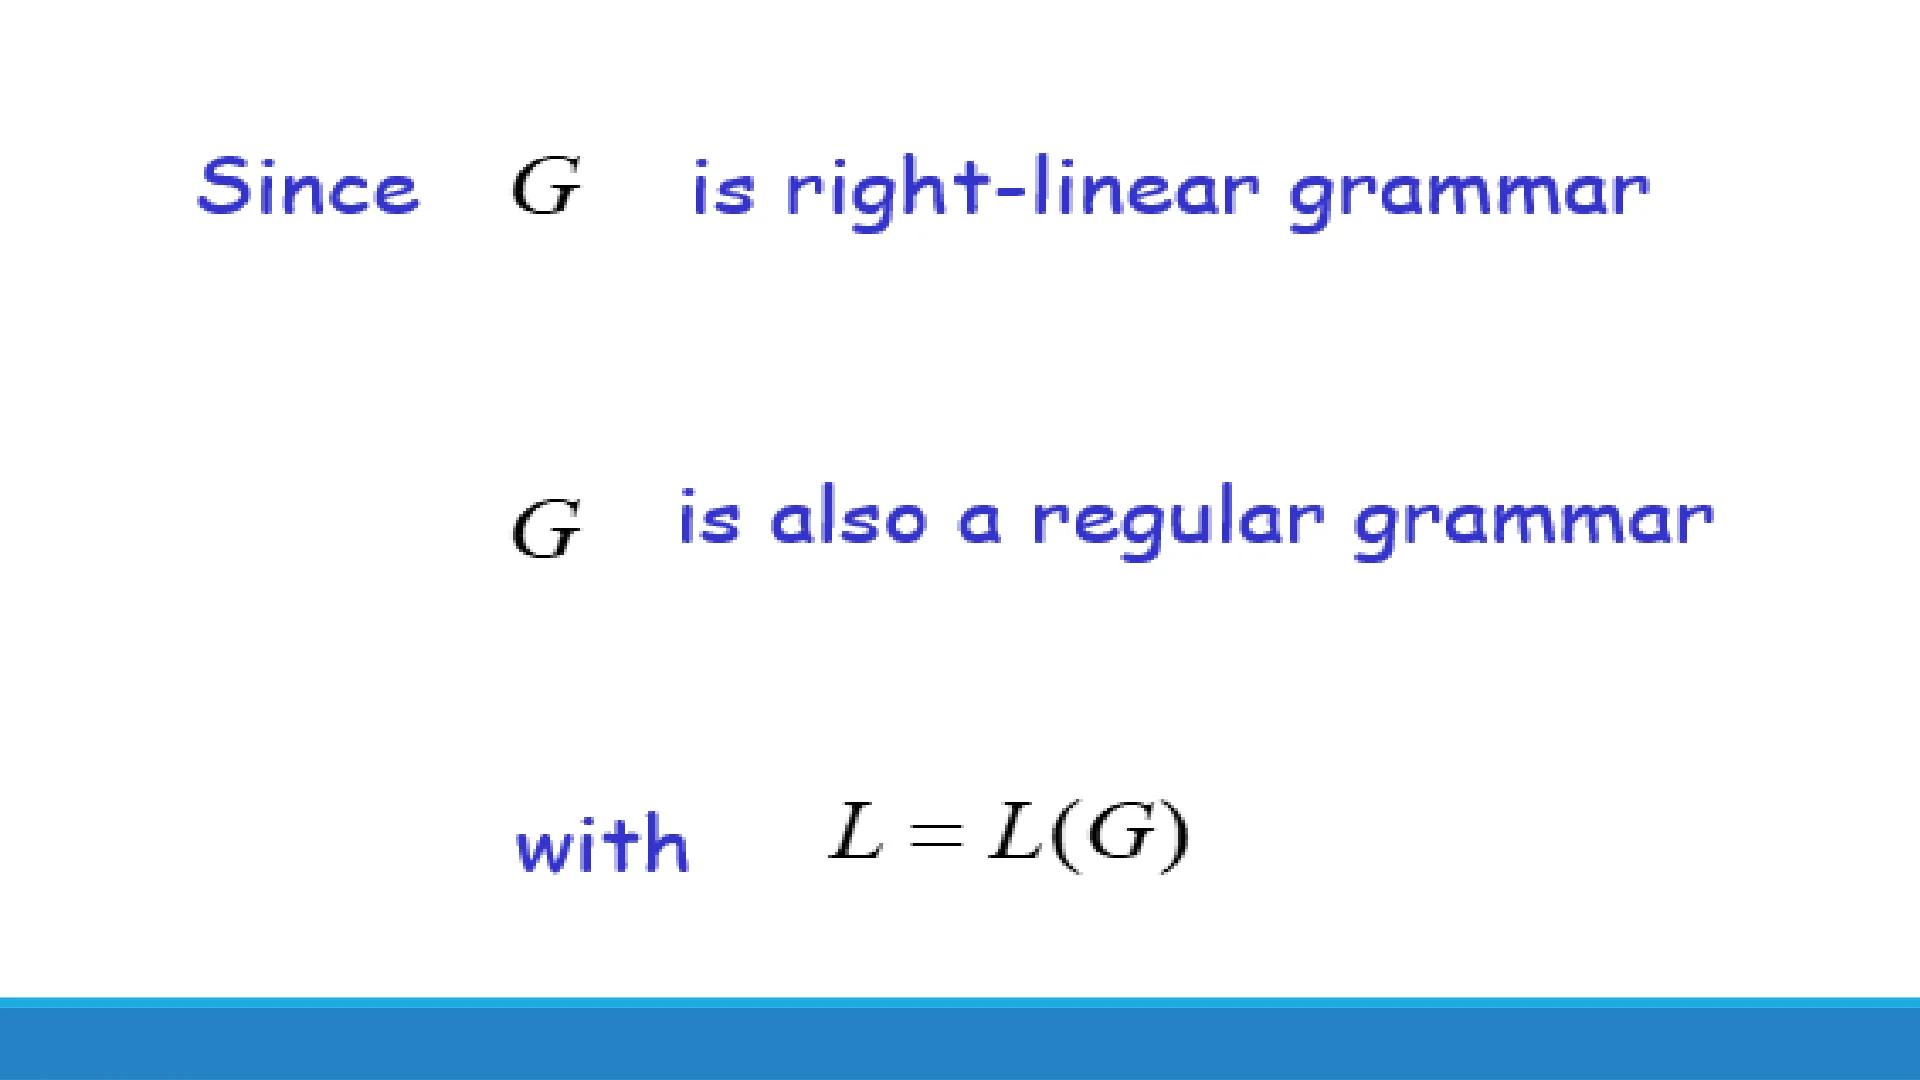 Since G is right-linear grammar
G is also a regular grammar
with L = L(G)